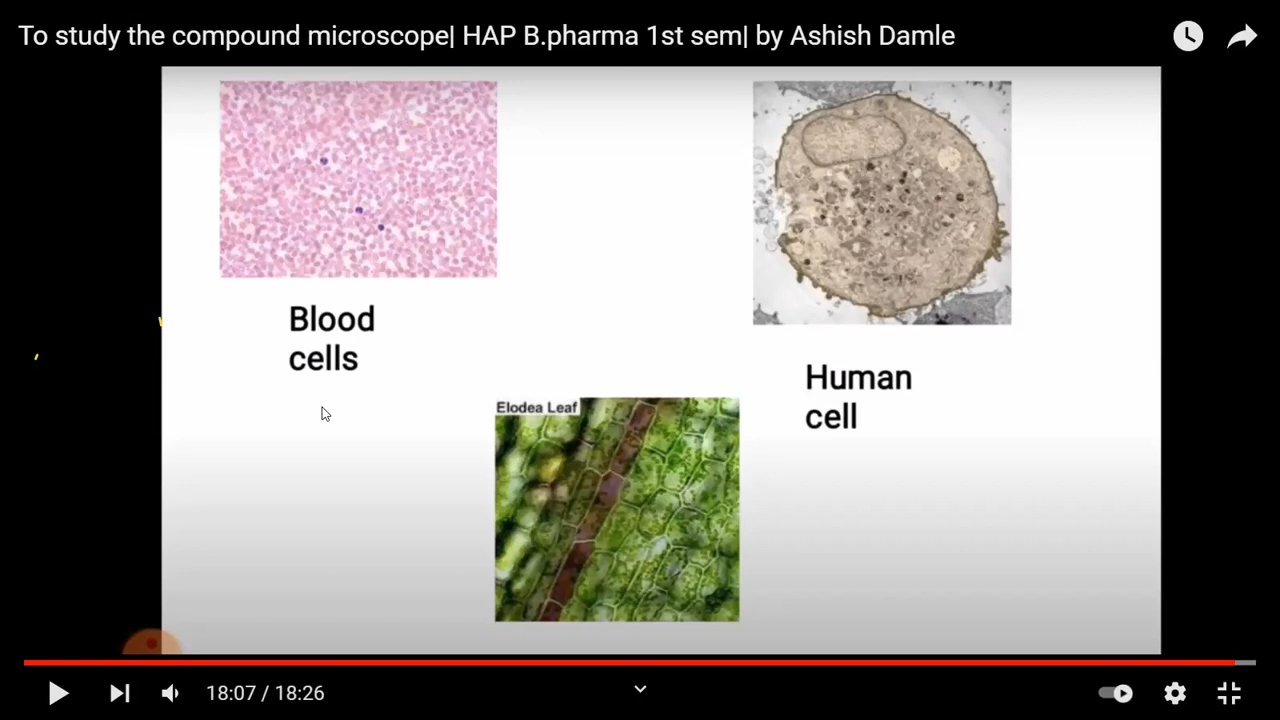 To study the compound microscope| HAP B.pharma 1st sem| by Ashish Damle
Blood
cells
Human
cell
Elodea Leaf
18:07 / 18:26